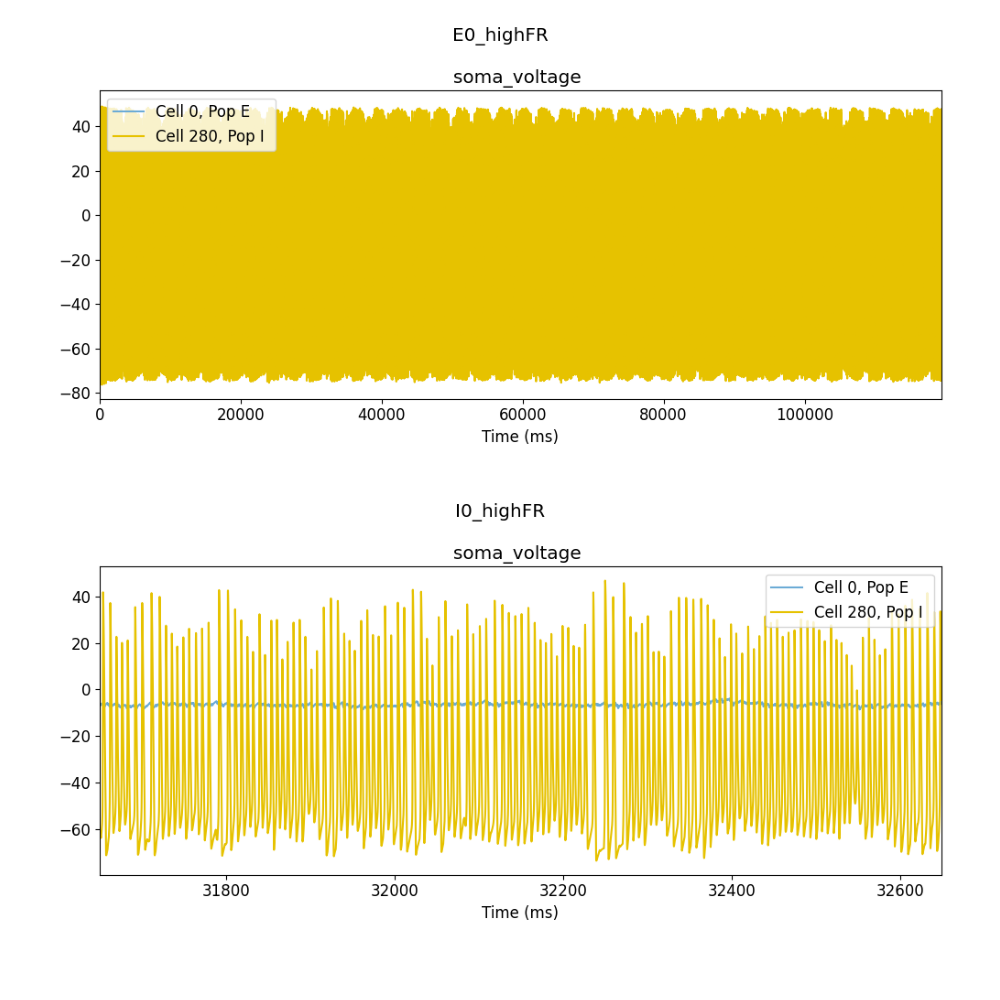 E0_highFR
soma_voltage
Cell 0, Pop E
Cell 280, Pop I
40
20
0
−20
−40
−60
−80
0 20000 40000 60000 80000 100000
Time (ms)
I0_highFR
soma_voltage
Cell 0, Pop E
Cell 280, Pop I
40
20
0
−20
−40
−60
31800 32000 32200 32400 32600
Time (ms)